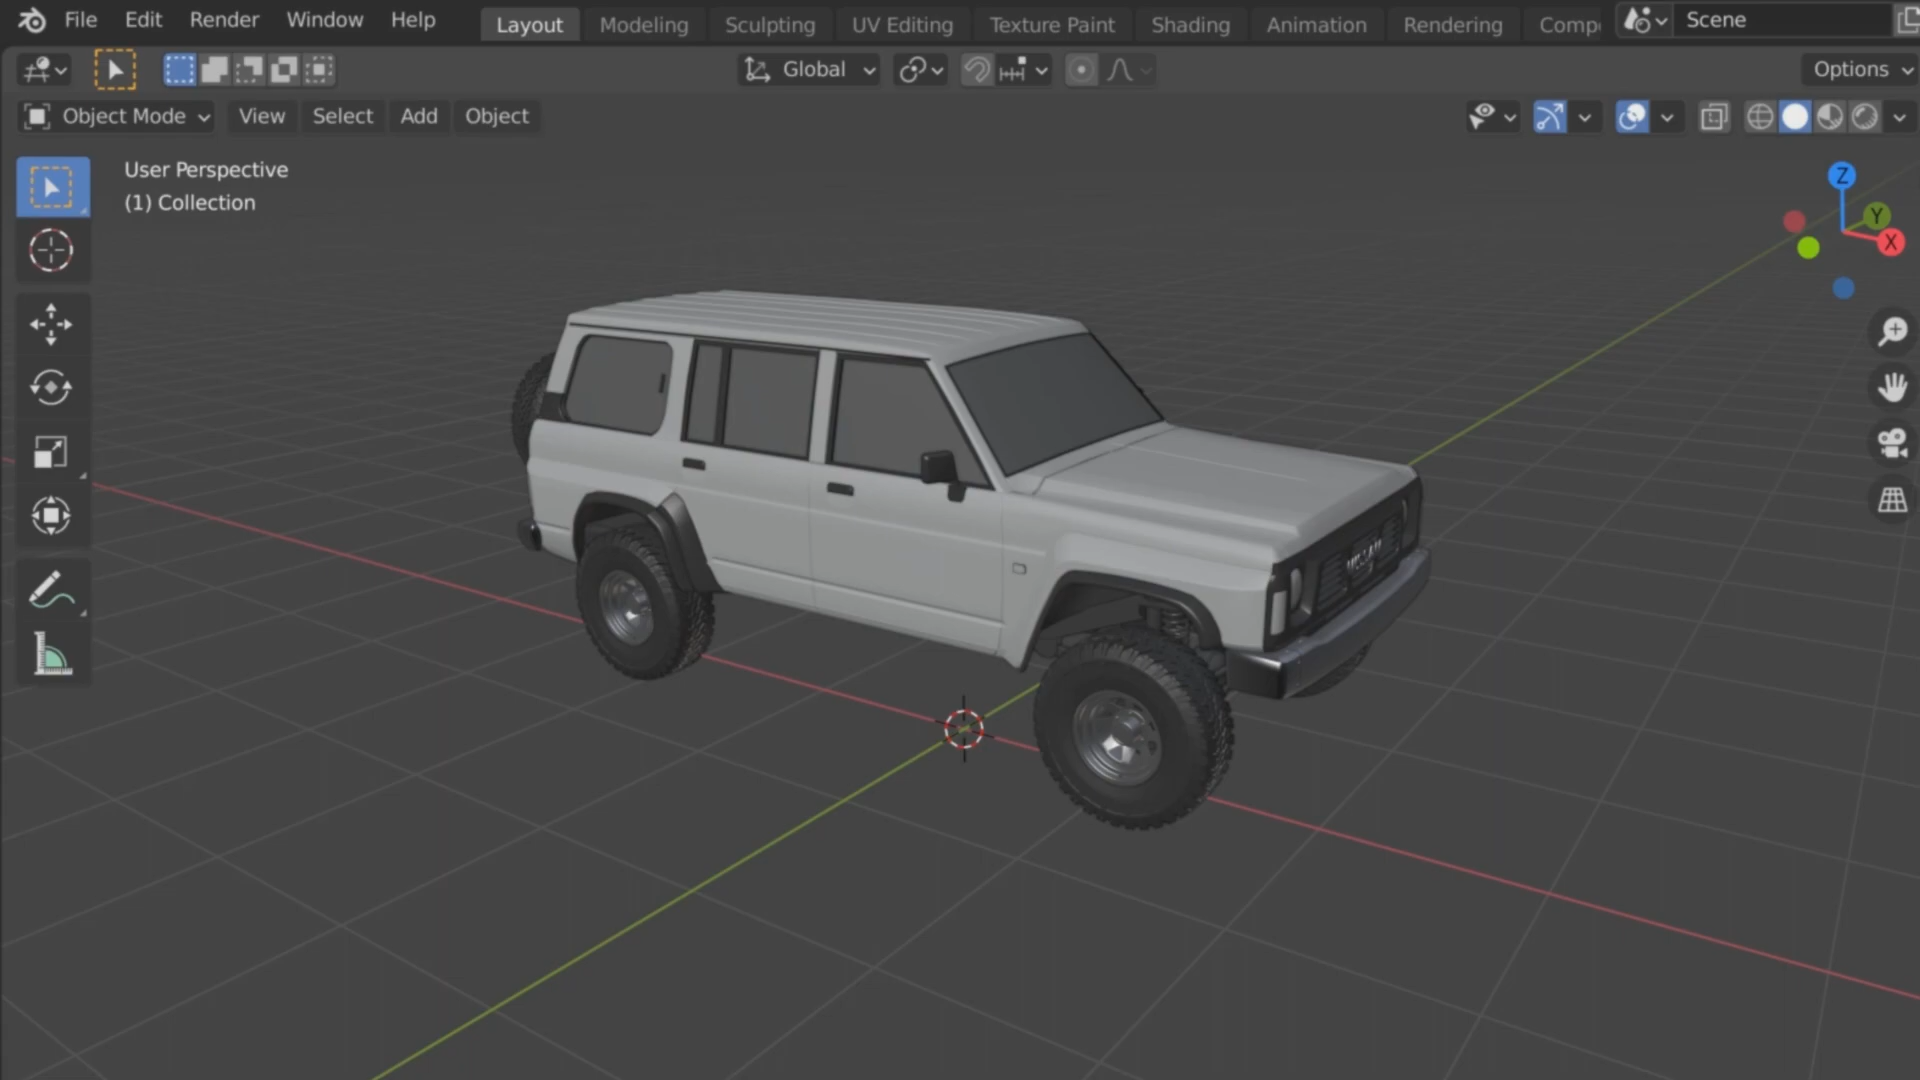 File Edit Render Window Help Layout Modeling Sculpting UV Editing Texture Paint Shading Animation Rendering Comp Scene
Global Options
Object Mode View Select Add Object
User Perspective
(1) Collection
Z
Y
X